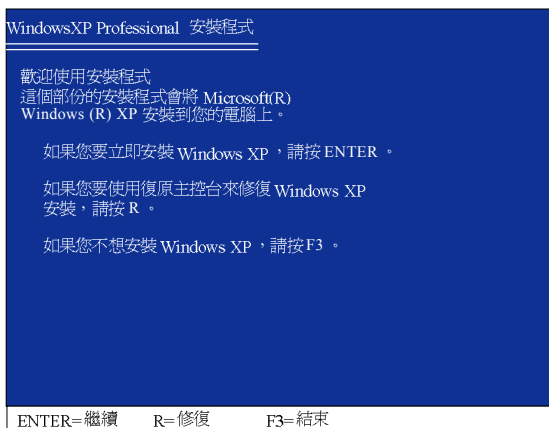 WindowsXP Professional 安裝程式
歡迎使用安裝程式
這個部份的安裝程式會將 Microsoft(R)
Windows (R) XP 安裝到您的電腦上。
如果您要立即安裝 Windows XP，請按 ENTER。
如果您要使用復原主控台來修復 Windows XP
安裝，請按 R。
如果您不想安裝 Windows XP，請按 F3。
ENTER=繼續 R=修復 F3=結束